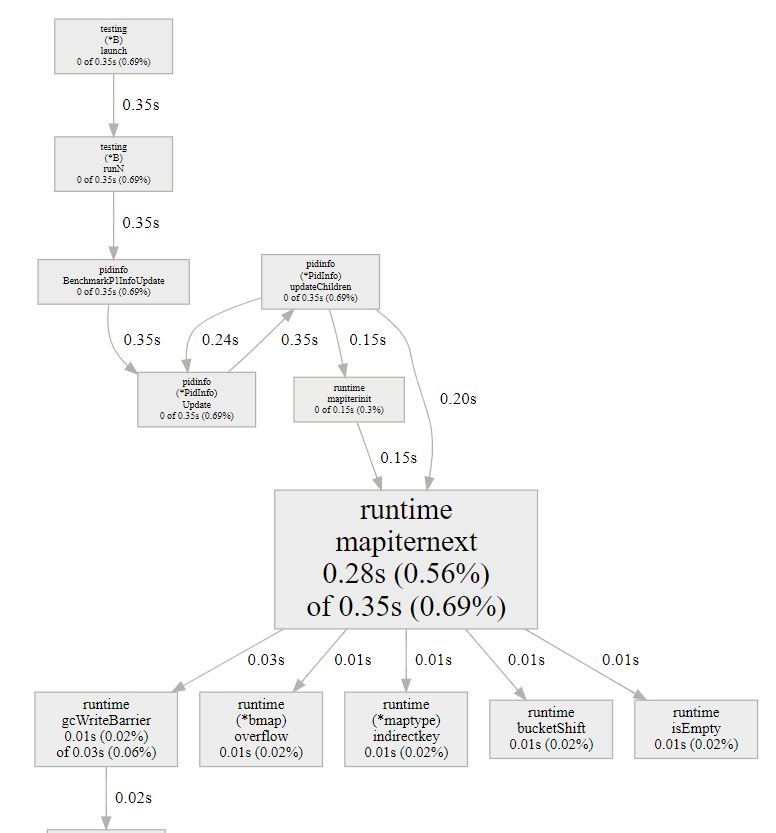 testing
(*B)
launch
0 of 0.35s (0.69%)
0.35s
testing
(*B)
runN
0 of 0.35s (0.69%)
0.35s
pidinfo
BenchmarkP1InfoUpdate
0 of 0.35s (0.69%)
pidinfo
(*PidInfo)
updateChildren
0 of 0.35s (0.69%)
0.35s
0.24s
0.35s
0.15s
0.20s
pidinfo
(*PidInfo)
Update
0 of 0.35s (0.69%)
runtime
mapiterinit
0 of 0.15s (0.3%)
0.15s
runtime
mapiternext
0.28s (0.56%)
of 0.35s (0.69%)
0.03s
0.01s
0.01s
0.01s
0.01s
runtime
gcWriteBarrier
0.01s (0.02%)
of 0.03s (0.06%)
runtime
(*bmap)
overflow
0.01s (0.02%)
runtime
(*maptype)
indirectkey
0.01s (0.02%)
runtime
bucketShift
0.01s (0.02%)
runtime
isEmpty
0.01s (0.02%)
0.02s